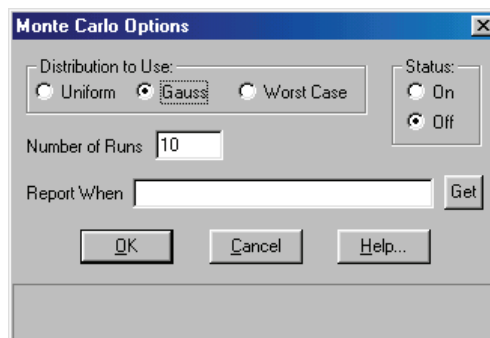 Monte Carlo Options
Distribution to Use:
Uniform Gauss Worst Case
Status:
On
Off
Number of Runs 10
Report When Get
OK Cancel Help...